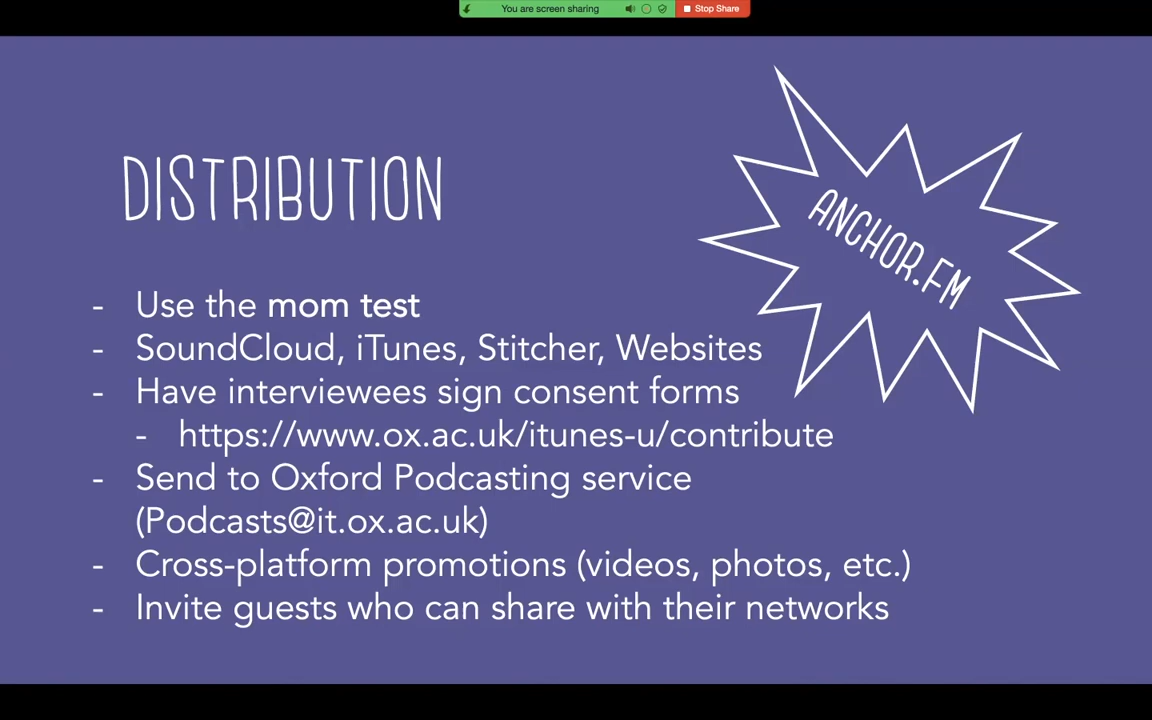 You are screen sharing
Stop Share
DISTRIBUTION
ANCHOR.FM
- Use the mom test
- SoundCloud, iTunes, Stitcher, Websites
- Have interviewees sign consent forms
- https://www.ox.ac.uk/itunes-u/contribute
- Send to Oxford Podcasting service
(Podcasts@it.ox.ac.uk)
- Cross-platform promotions (videos, photos, etc.)
- Invite guests who can share with their networks